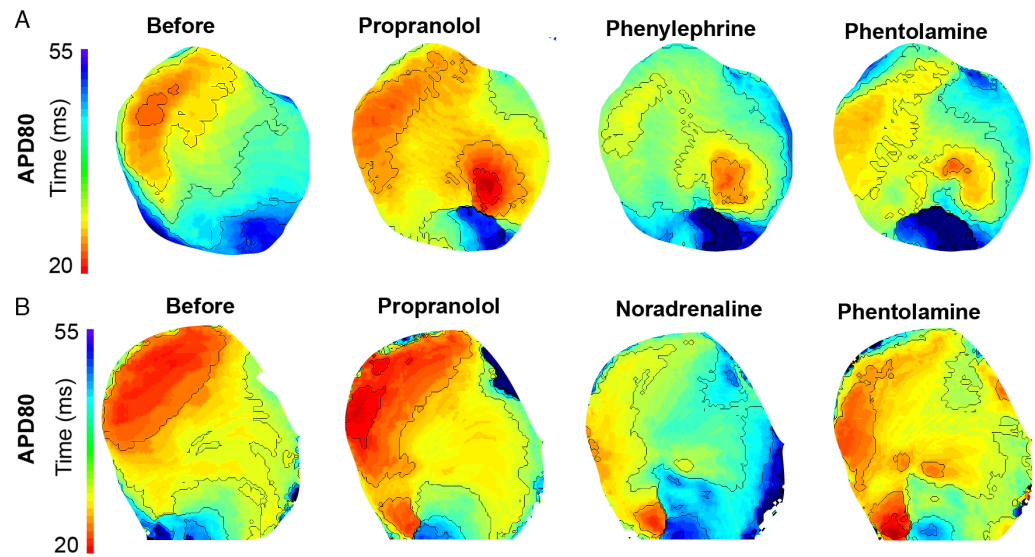 A
Before
Propranolol
Phenylephrine
Phentolamine
55
APD80
Time (ms)
20
B
Before
Propranolol
Noradrenaline
Phentolamine
55
APD80
Time (ms)
20